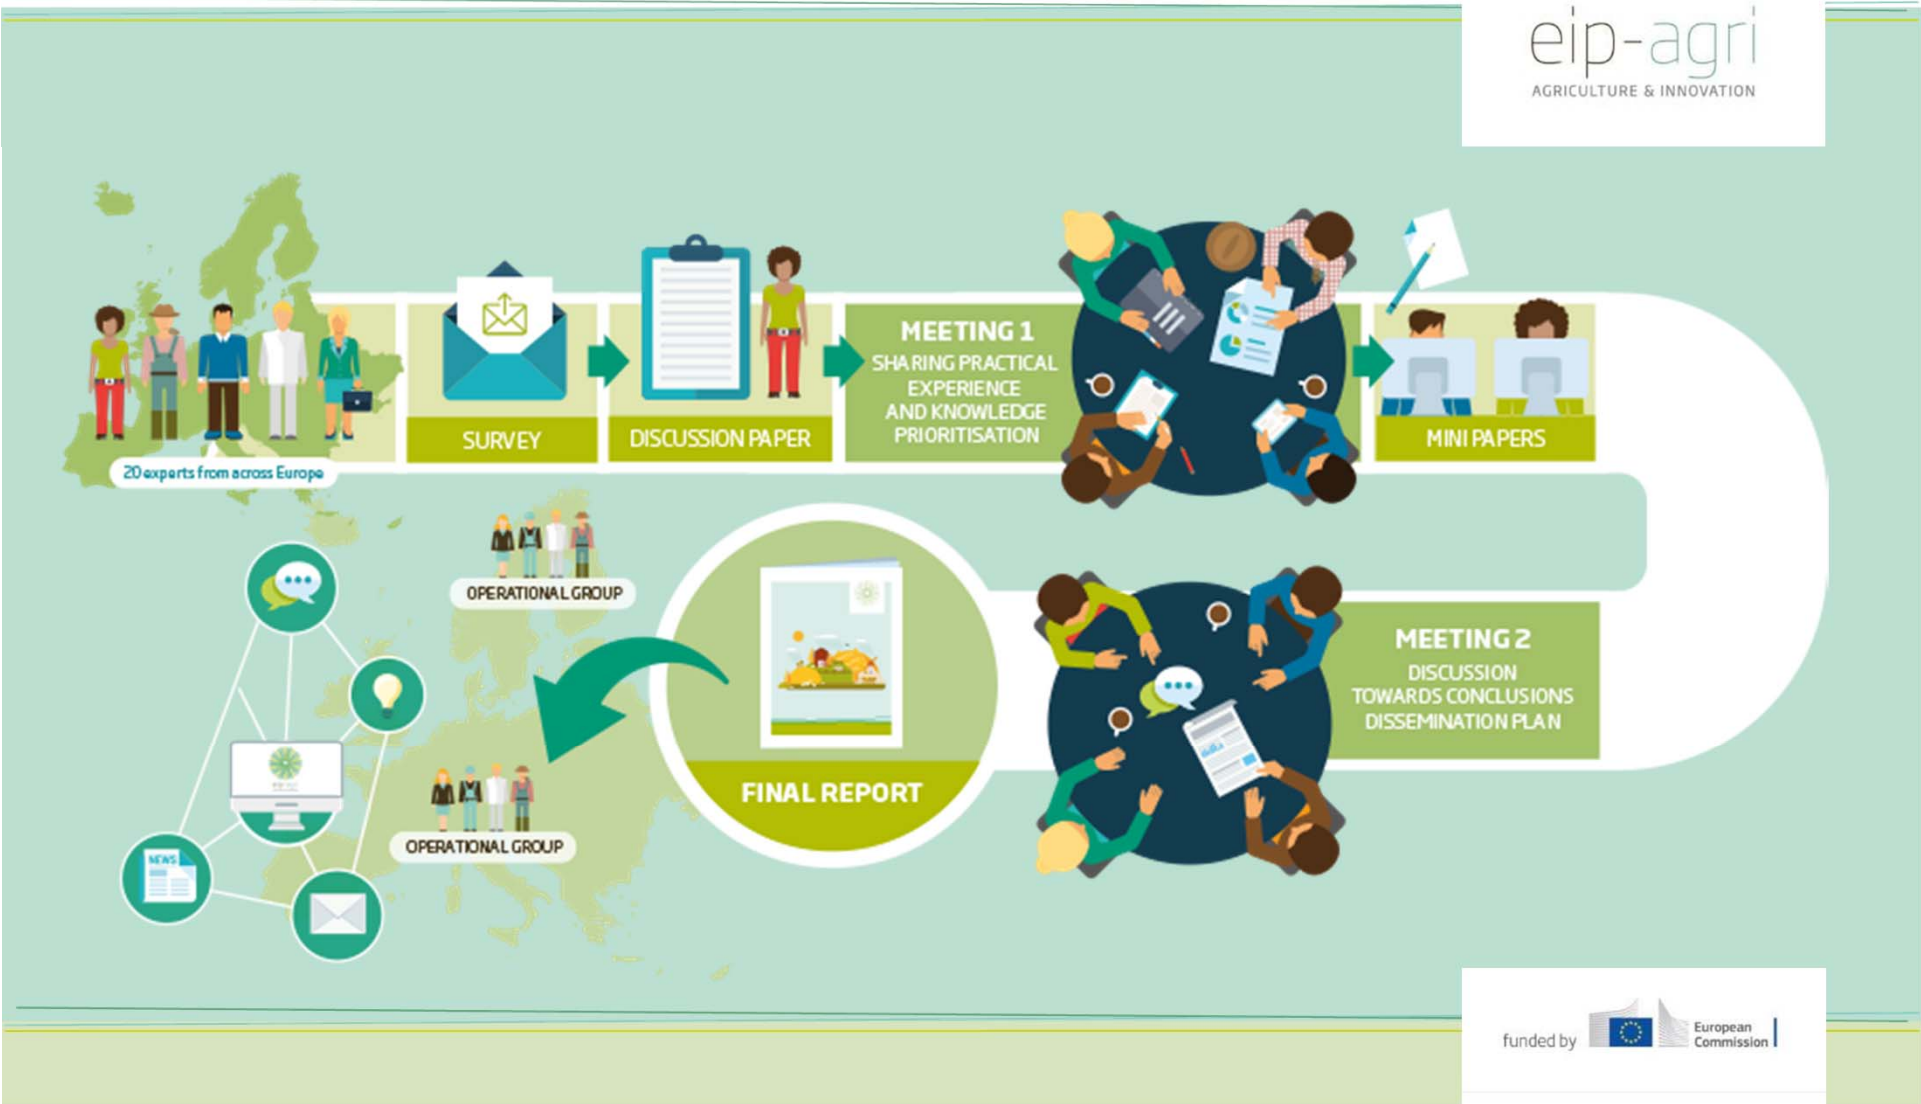 eip-agri
AGRICULTURE & INNOVATION
20 experts from across Europe
SURVEY
DISCUSSION PAPER
MEETING 1
SHARING PRACTICAL
EXPERIENCE
AND KNOWLEDGE
PRIORITISATION
MINI PAPERS
MEETING 2
DISCUSSION
TOWARDS CONCLUSIONS
DISSEMINATION PLAN
FINAL REPORT
OPERATIONAL GROUP
OPERATIONAL GROUP
eip-agri
NEWS
funded by
European
Commission